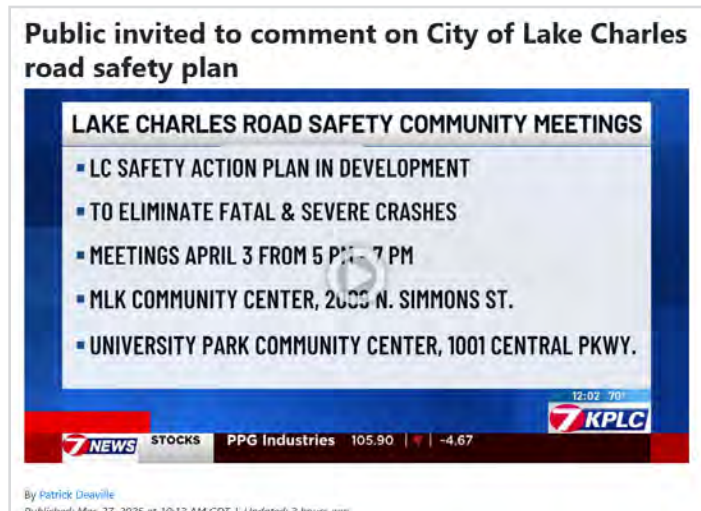 Public invited to comment on City of Lake Charles
road safety plan
LAKE CHARLES ROAD SAFETY COMMUNITY MEETINGS
▪ LC SAFETY ACTION PLAN IN DEVELOPMENT
▪ TO ELIMINATE FATAL & SEVERE CRASHES
▪ MEETINGS APRIL 3 FROM 5 PM - 7 PM
▪ MLK COMMUNITY CENTER, N. SIMMONS ST.
▪ UNIVERSITY PARK COMMUNITY CENTER, 1001 CENTRAL PKWY.
12:02 70°
7 KPLC
7 NEWS STOCKS PPG Industries 105.90 -4.67
By Patrick Deaville